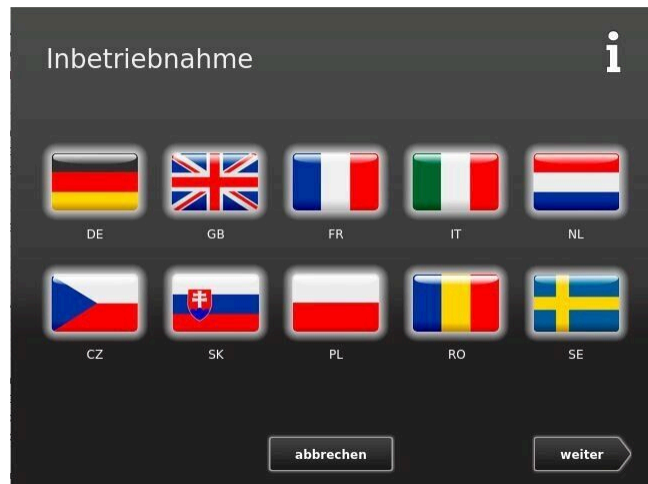 Inbetriebnahme
i
DE GB FR IT NL
CZ SK PL RO SE
abbrechen weiter